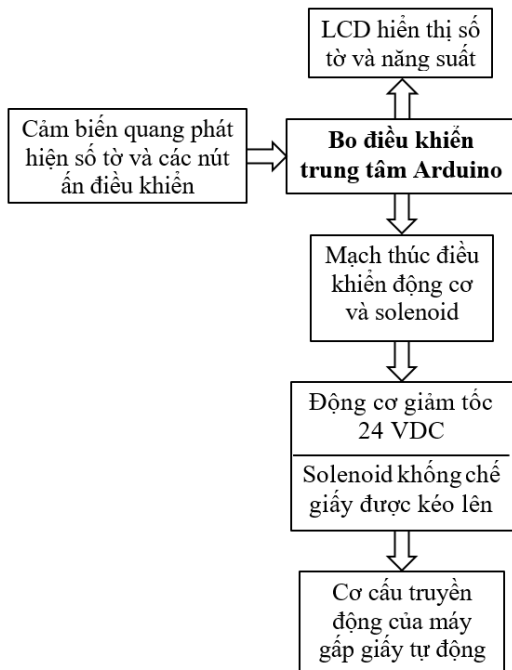 LCD hiển thị số
tờ và năng suất
Cảm biến quang phát
hiện số tờ và các nút
ấn điều khiển
Bo điều khiển
trung tâm Arduino
Mạch thúc điều
khiển động cơ
và solenoid
Động cơ giảm tốc
24 VDC
Solenoid khống chế
giấy được kéo lên
Cơ cấu truyền
động của máy
gấp giấy tự động